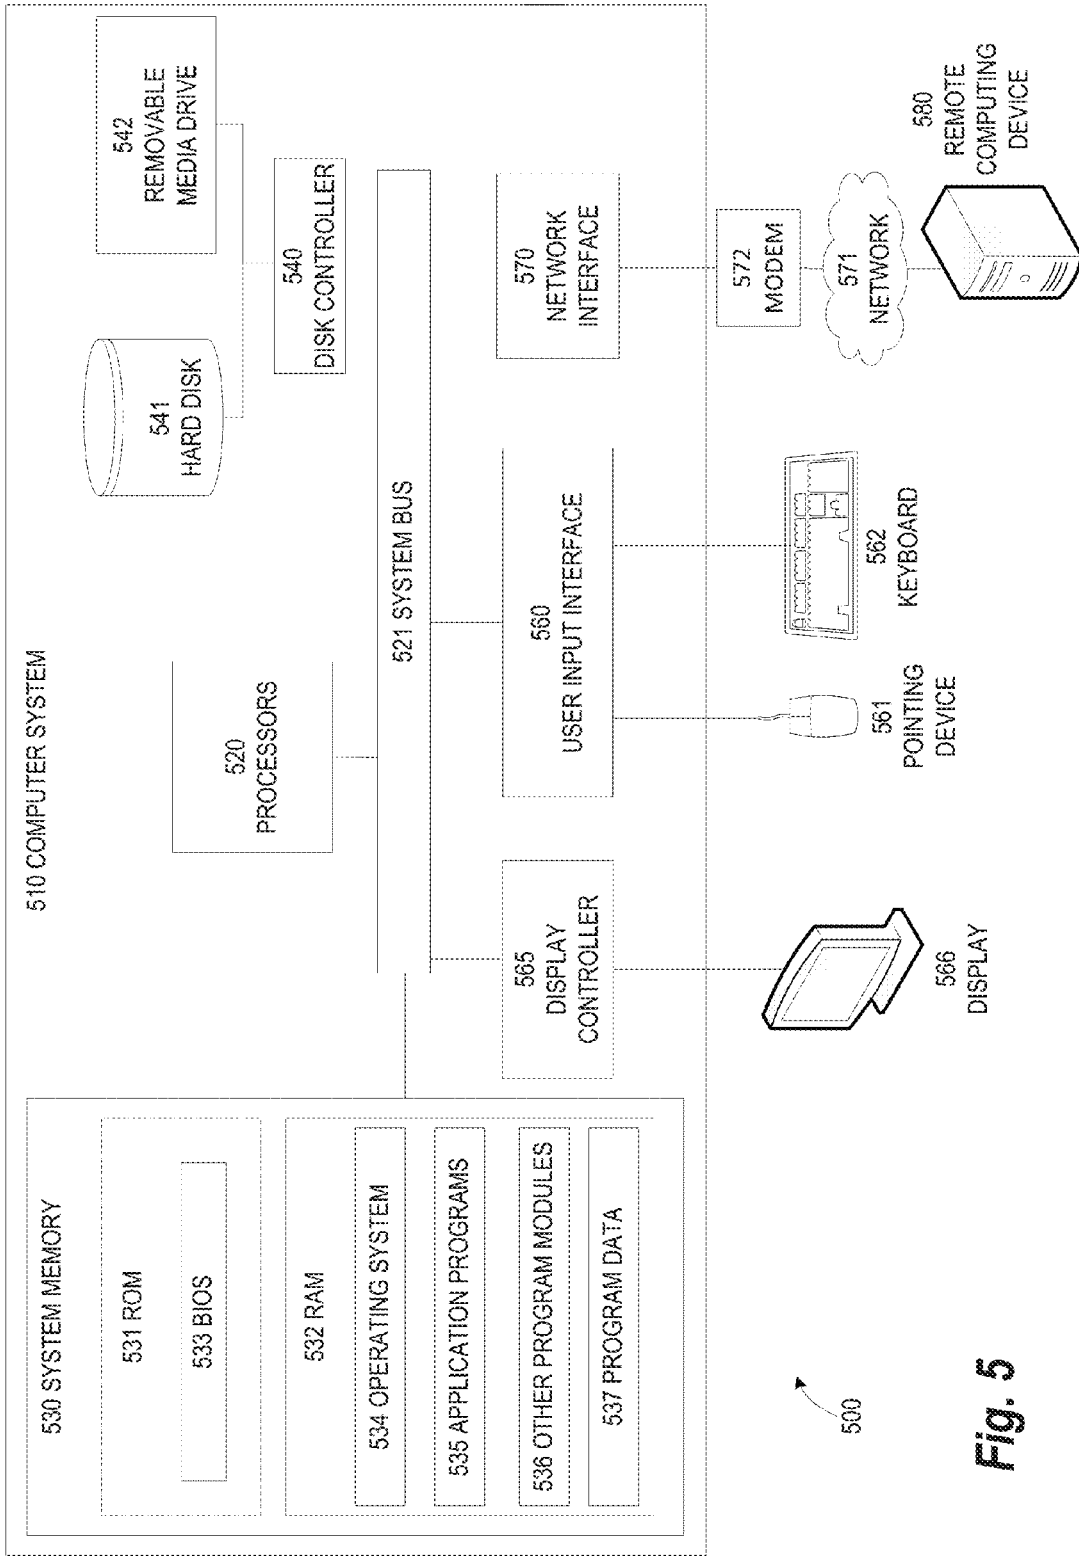 510 COMPUTER SYSTEM
530 SYSTEM MEMORY
531 ROM
533 BIOS
532 RAM
534 OPERATING SYSTEM
535 APPLICATION PROGRAMS
536 OTHER PROGRAM MODULES
537 PROGRAM DATA
520
PROCESSORS
541
HARD DISK
542
REMOVABLE
MEDIA DRIVE
540
DISK CONTROLLER
521 SYSTEM BUS
565
DISPLAY
CONTROLLER
560
USER INPUT INTERFACE
570
NETWORK
INTERFACE
572
MODEM
571
NETWORK
580
REMOTE
COMPUTING
DEVICE
566
DISPLAY
561
POINTING
DEVICE
562
KEYBOARD
500
Fig. 5